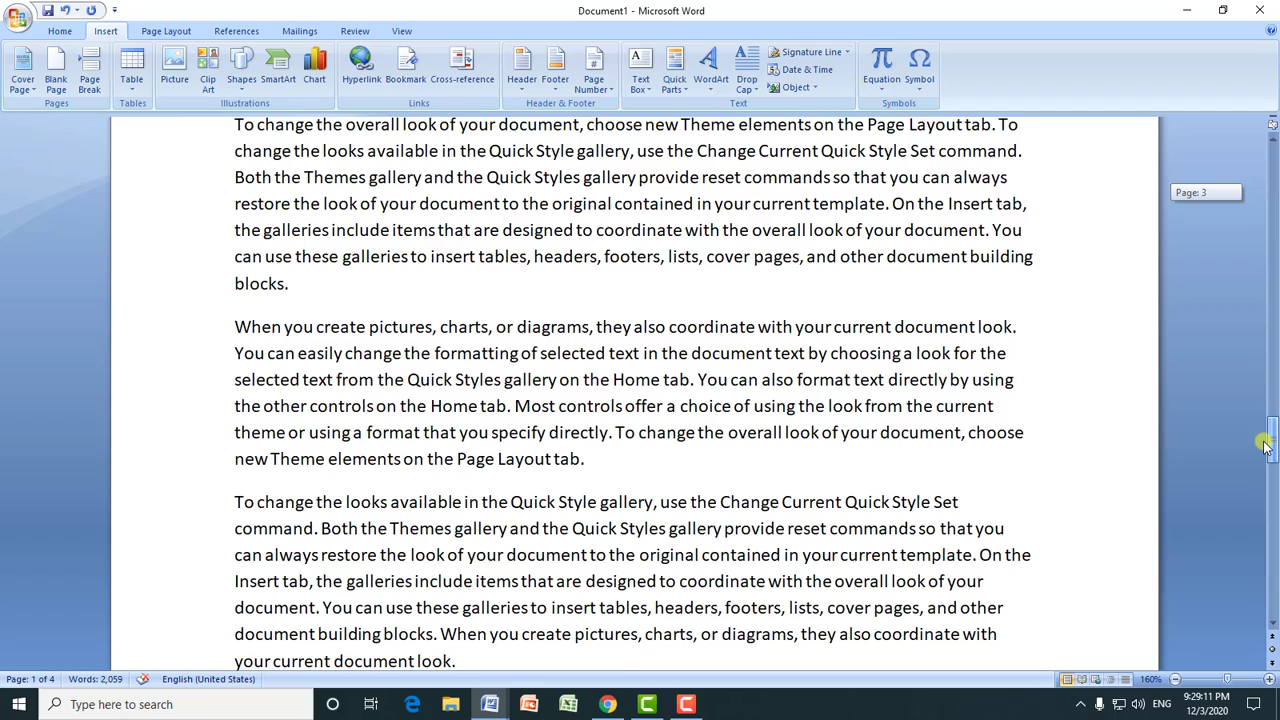 Document1 - Microsoft Word
Home Insert Page Layout References Mailings Review View
Cover Page Blank Page Page Break Table Picture Clip Art Shapes SmartArt Chart Hyperlink Bookmark Cross-reference Header Footer Page Number Text Box Quick Parts WordArt Drop Cap Signature Line Date & Time Object Equation Symbol
Pages Tables Illustrations Links Header & Footer Text Symbols
To change the overall look of your document, choose new Theme elements on the Page Layout tab. To
change the looks available in the Quick Style gallery, use the Change Current Quick Style Set command.
Both the Themes gallery and the Quick Styles gallery provide reset commands so that you can always
restore the look of your document to the original contained in your current template. On the Insert tab,
the galleries include items that are designed to coordinate with the overall look of your document. You
can use these galleries to insert tables, headers, footers, lists, cover pages, and other document building
blocks.
Page: 3
When you create pictures, charts, or diagrams, they also coordinate with your current document look.
You can easily change the formatting of selected text in the document text by choosing a look for the
selected text from the Quick Styles gallery on the Home tab. You can also format text directly by using
the other controls on the Home tab. Most controls offer a choice of using the look from the current
theme or using a format that you specify directly. To change the overall look of your document, choose
new Theme elements on the Page Layout tab.
To change the looks available in the Quick Style gallery, use the Change Current Quick Style Set
command. Both the Themes gallery and the Quick Styles gallery provide reset commands so that you
can always restore the look of your document to the original contained in your current template. On the
Insert tab, the galleries include items that are designed to coordinate with the overall look of your
document. You can use these galleries to insert tables, headers, footers, lists, cover pages, and other
document building blocks. When you create pictures, charts, or diagrams, they also coordinate with
your current document look.
Page: 1 of 4 Words: 2,059 English (United States) 160%
Type here to search ENG 9:29:11 PM
12/3/2020